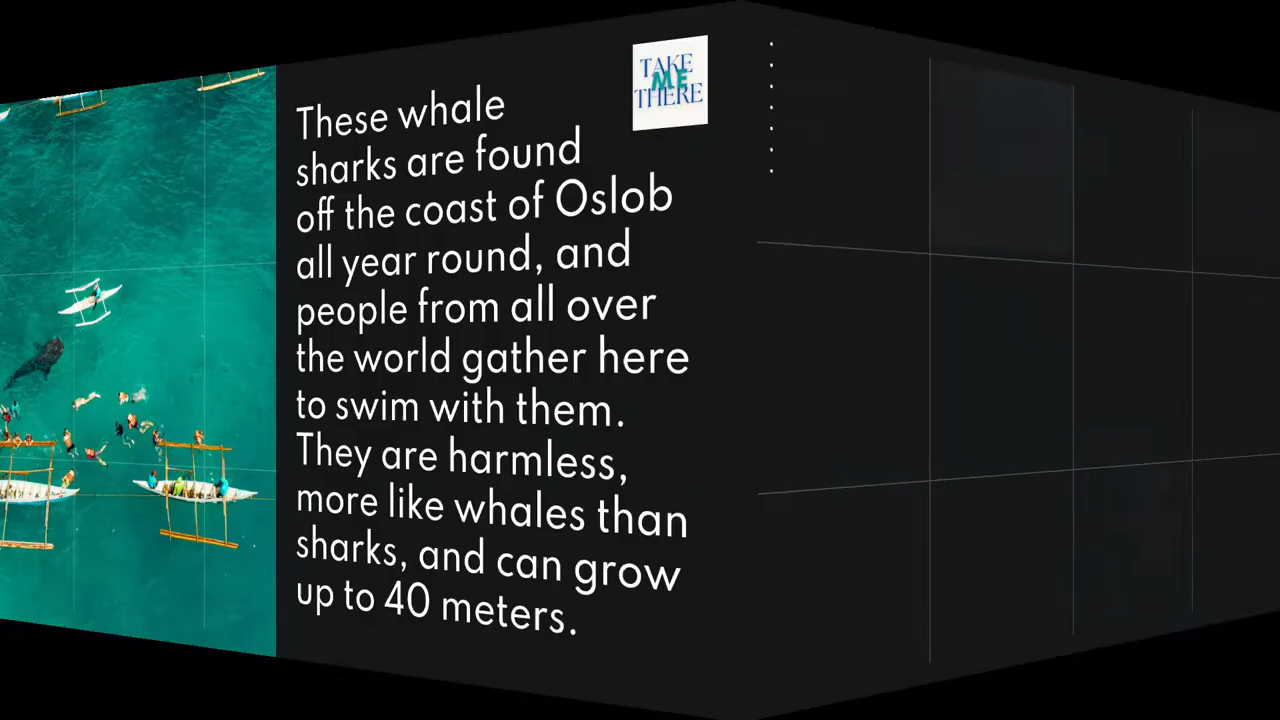 TAKE
ME
THERE
These whale
sharks are found
off the coast of Oslob
all year round, and
people from all over
the world gather here
to swim with them.
They are harmless,
more like whales than
sharks, and can grow
up to 40 meters.